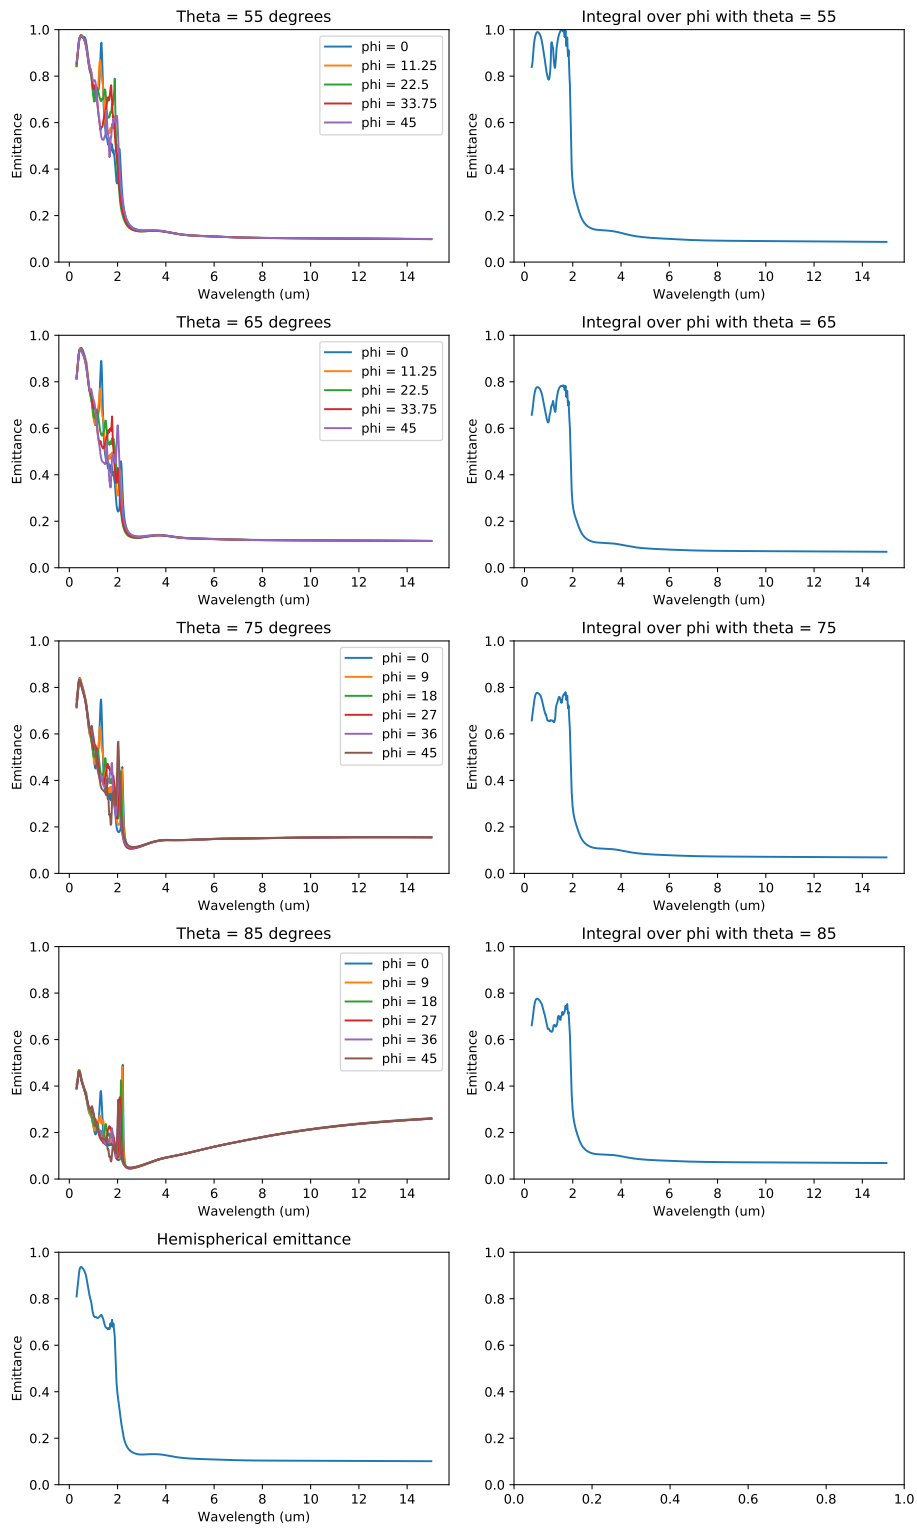 Theta = 55 degrees
Integral over phi with theta = 55
1.0
0.8
0.6
0.4
0.2
0.0
Emittance
phi = 0
phi = 11.25
phi = 22.5
phi = 33.75
phi = 45
0 2 4 6 8 10 12 14
Wavelength (um)
1.0
0.8
0.6
0.4
0.2
0.0
Emittance
0 2 4 6 8 10 12 14
Wavelength (um)
Theta = 65 degrees
Integral over phi with theta = 65
1.0
0.8
0.6
0.4
0.2
0.0
Emittance
phi = 0
phi = 11.25
phi = 22.5
phi = 33.75
phi = 45
0 2 4 6 8 10 12 14
Wavelength (um)
1.0
0.8
0.6
0.4
0.2
0.0
Emittance
0 2 4 6 8 10 12 14
Wavelength (um)
Theta = 75 degrees
Integral over phi with theta = 75
1.0
0.8
0.6
0.4
0.2
0.0
Emittance
phi = 0
phi = 9
phi = 18
phi = 27
phi = 36
phi = 45
0 2 4 6 8 10 12 14
Wavelength (um)
1.0
0.8
0.6
0.4
0.2
0.0
Emittance
0 2 4 6 8 10 12 14
Wavelength (um)
Theta = 85 degrees
Integral over phi with theta = 85
1.0
0.8
0.6
0.4
0.2
0.0
Emittance
phi = 0
phi = 9
phi = 18
phi = 27
phi = 36
phi = 45
0 2 4 6 8 10 12 14
Wavelength (um)
1.0
0.8
0.6
0.4
0.2
0.0
Emittance
0 2 4 6 8 10 12 14
Wavelength (um)
Hemispherical emittance
1.0
0.8
0.6
0.4
0.2
0.0
Emittance
0 2 4 6 8 10 12 14
Wavelength (um)
1.0
0.8
0.6
0.4
0.2
0.0
0.0 0.2 0.4 0.6 0.8 1.0